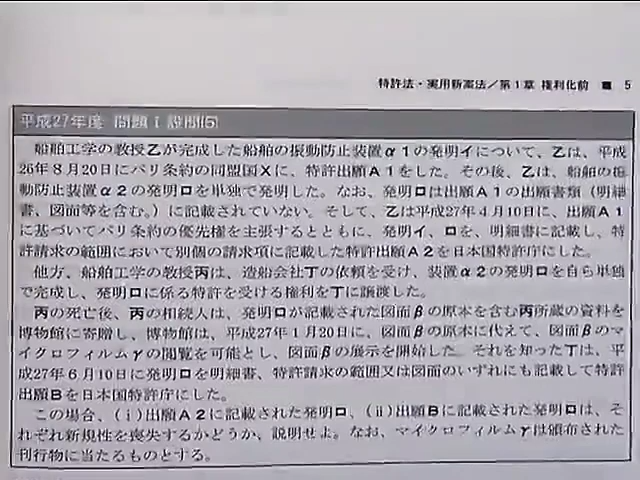 特許法・実用新案法／第1章 権利化前 ■ 5
平成27年度 問題Ⅰ 設問(5)
船舶工学の教授乙が完成した船舶の振動防止装置α1の発明イについて、乙は、平成
26年8月20日にパリ条約の同盟国Xに、特許出願A1をした。その後、乙は、船舶の振
動防止装置α2の発明ロを単独で発明した。なお、発明ロは出願A1の出願書類（明細
書、図面等を含む。）に記載されていない。そして、乙は平成27年4月10日に、出願A1
に基づいてパリ条約の優先権を主張するとともに、発明イ、ロを、明細書に記載し、特
許請求の範囲において別個の請求項に記載した特許出願A2を日本国特許庁にした。
他方、船舶工学の教授丙は、造船会社丁の依頼を受け、装置α2の発明ロを自ら単独
で完成し、発明ロに係る特許を受ける権利を丁に譲渡した。
丙の死亡後、丙の相続人は、発明ロが記載された図面βの原本を含む丙所蔵の資料を
博物館に寄贈し、博物館は、平成27年1月20日に、図面βの原本に代えて、図面βのマ
イクロフィルムγの閲覧を可能とし、図面βの展示を開始した。それを知った丁は、平
成27年6月10日に発明ロを明細書、特許請求の範囲又は図面のいずれにも記載して特許
出願Bを日本国特許庁にした。
この場合、(ⅰ)出願A2に記載された発明ロ、(ⅱ)出願Bに記載された発明ロは、そ
れぞれ新規性を喪失するかどうか、説明せよ。なお、マイクロフィルムγは頒布された
刊行物に当たるものとする。